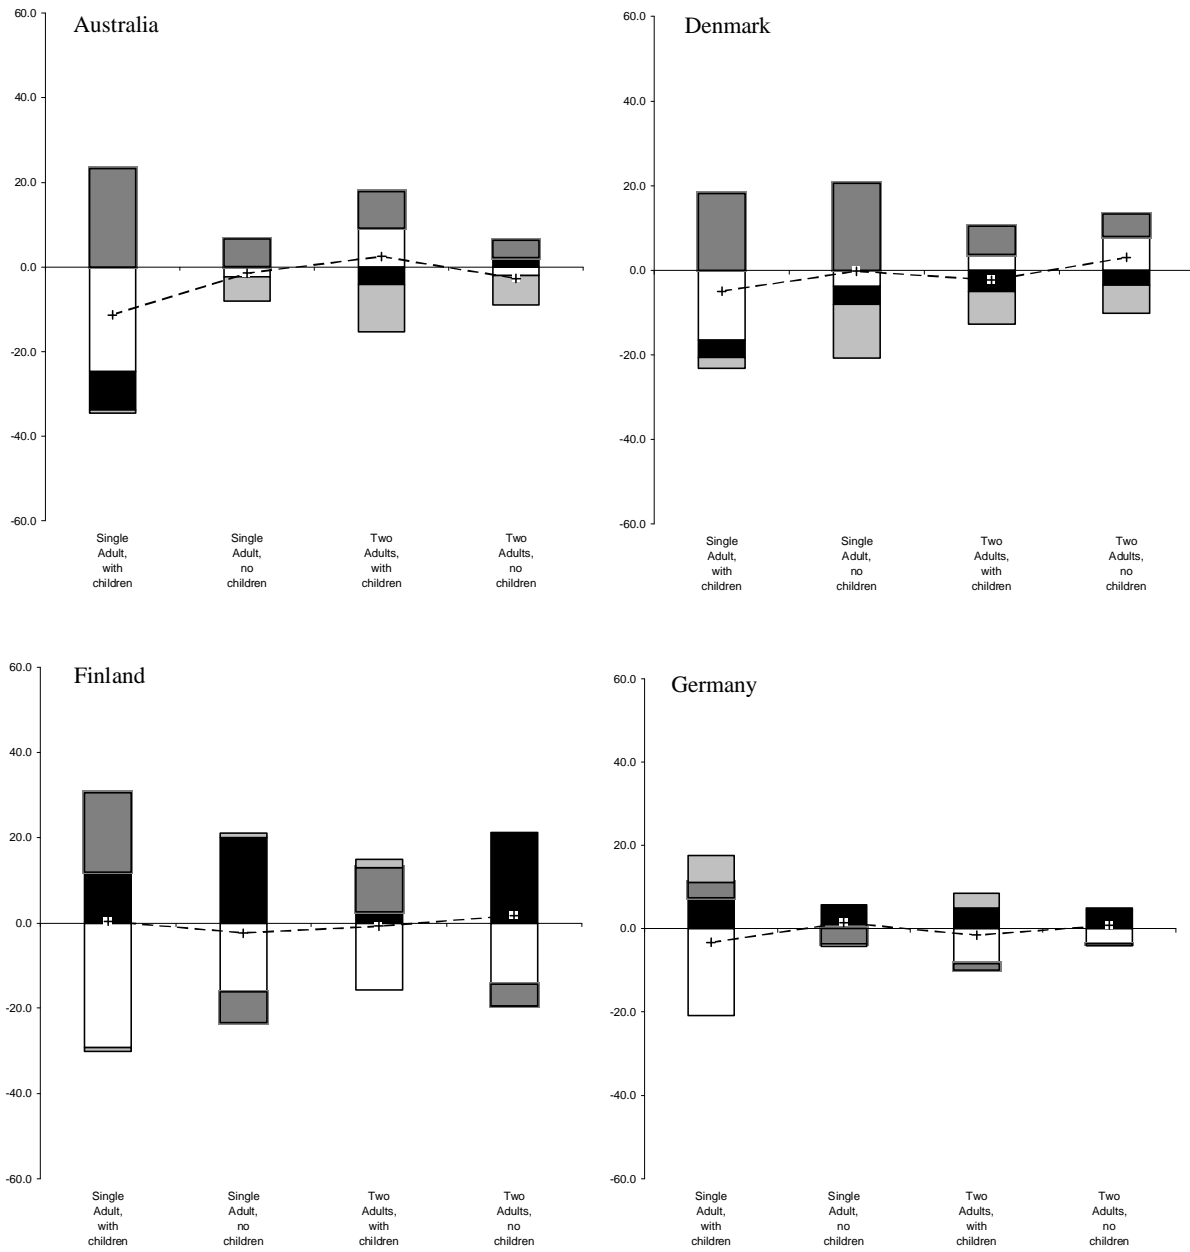 Australia
60.0
40.0
20.0
0.0
-20.0
-40.0
-60.0
Single
Adult,
with
children
Single
Adult,
no
children
Two
Adults,
with
children
Two
Adults,
no
children
Denmark
60.0
40.0
20.0
0.0
-20.0
-40.0
-60.0
Single
Adult,
with
children
Single
Adult,
no
children
Two
Adults,
with
children
Two
Adults,
no
children
Finland
60.0
40.0
20.0
0.0
-20.0
-40.0
-60.0
Single
Adult,
with
children
Single
Adult,
no
children
Two
Adults,
with
children
Two
Adults,
no
children
Germany
60.0
40.0
20.0
0.0
-20.0
-40.0
-60.0
Single
Adult,
with
children
Single
Adult,
no
children
Two
Adults,
with
children
Two
Adults,
no
children